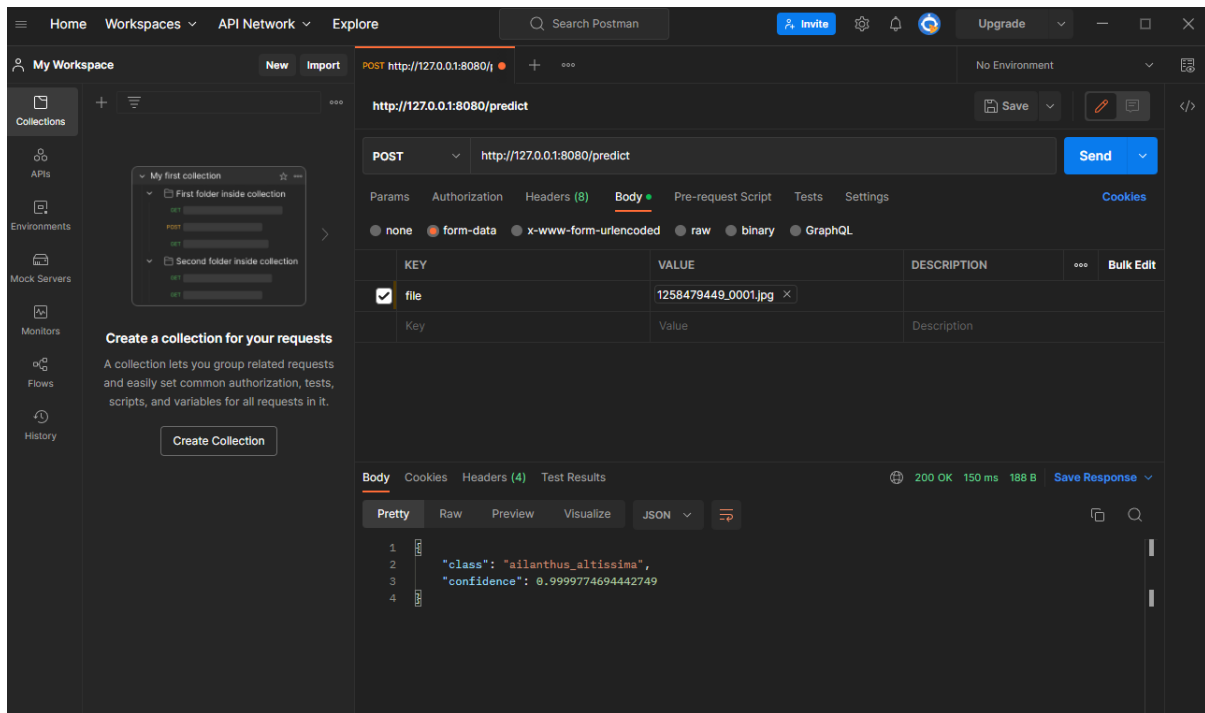 Home Workspaces API Network Explore Search Postman Invite Upgrade
My Workspace New Import POST http://127.0.0.1:8080/p No Environment
Collections
APIs
Environments
Mock Servers
Monitors
Flows
History
My first collection
First folder inside collection
GET
POST
GET
Second folder inside collection
GET
GET
Create a collection for your requests
A collection lets you group related requests
and easily set common authorization, tests,
scripts, and variables for all requests in it.
Create Collection
http://127.0.0.1:8080/predict Save
POST http://127.0.0.1:8080/predict Send
Params Authorization Headers (8) Body Pre-request Script Tests Settings Cookies
none form-data x-www-form-urlencoded raw binary GraphQL
KEY VALUE DESCRIPTION Bulk Edit
file 1258479449_0001.jpg
Key Value Description
Body Cookies Headers (4) Test Results 200 OK 150 ms 188 B Save Response
Pretty Raw Preview Visualize JSON
1 {
2 "class": "ailanthus_altissima",
3 "confidence": 0.9999774694442749
4 }